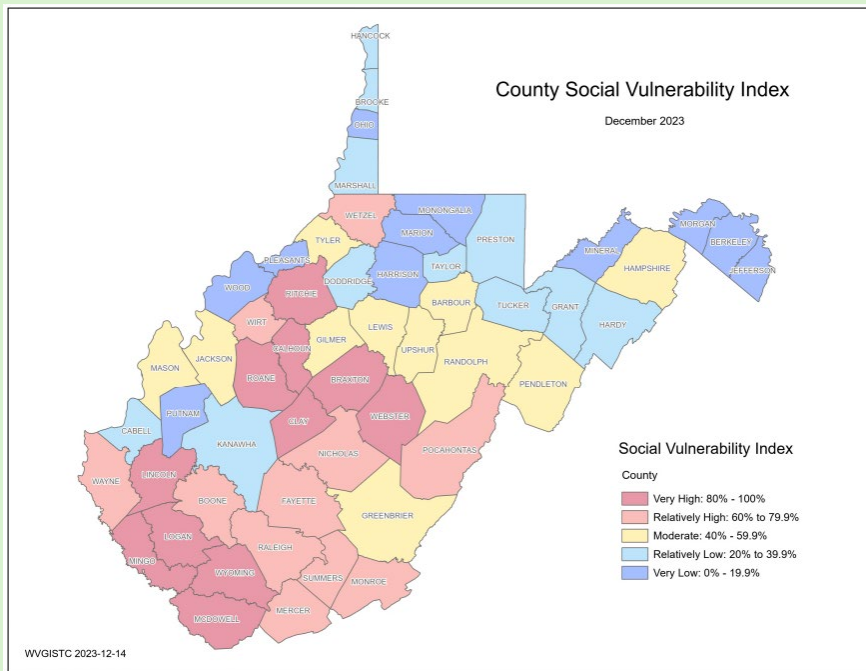 HANCOCK
County Social Vulnerability Index
BROOKE
December 2023
OHIO
MARSHALL
WETZEL
MONONGALIA
MORGAN
MARION
TYLER
PRESTON
BERKELEY
MINERAL
PLEASANTS
TAYLOR
HAMPSHIRE
JEFFERSON
HARRISON
DODDRIDGE
WOOD
RITCHIE
BARBOUR
TUCKER
GRANT
WIRT
HARDY
LEWIS
GILMER
CALHOUN
UPSHUR
JACKSON
RANDOLPH
MASON
ROANE
BRAXTON
PENDLETON
PUTNAM
WEBSTER
CLAY
CABELL
KANAWHA
POCAHONTAS
NICHOLAS
Social Vulnerability Index
LINCOLN
County
WAYNE
BOONE
FAYETTE
Very High: 80% - 100%
GREENBRIER
Relatively High: 60% to 79.9%
LOGAN
Moderate: 40% - 59.9%
RALEIGH
Relatively Low: 20% to 39.9%
MINGO
WYOMING
Very Low: 0% - 19.9%
SUMMERS
MONROE
MERCER
MCDOWELL
WVGISTC 2023-12-14